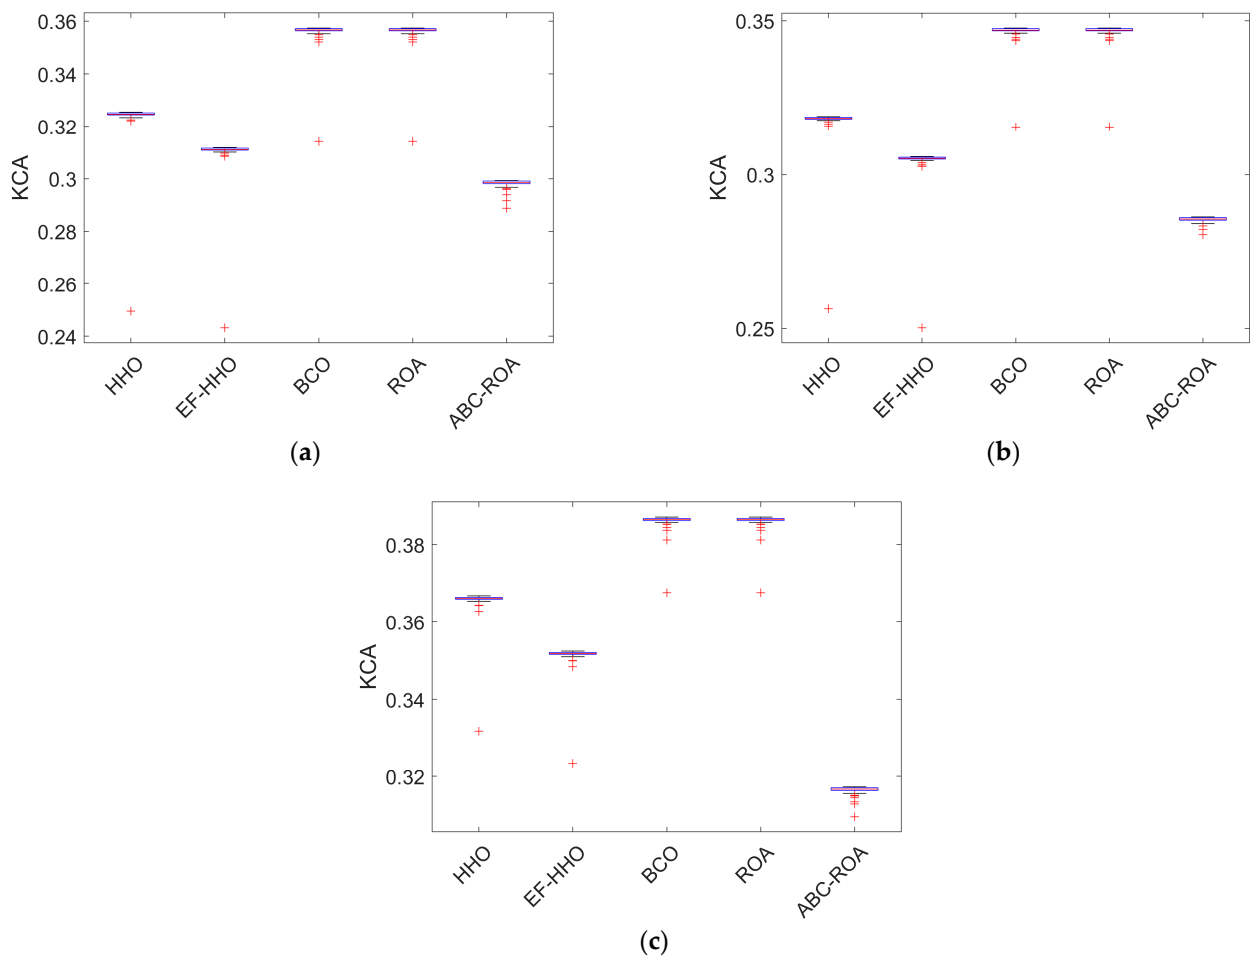 0.36
0.34
0.32
0.3
0.28
0.26
0.24
KCA
HHO
EF-HHO
BCO
ROA
ABC-ROA
(a)
0.35
0.3
0.25
KCA
HHO
EF-HHO
BCO
ROA
ABC-ROA
(b)
0.38
0.36
0.34
0.32
KCA
HHO
EF-HHO
BCO
ROA
ABC-ROA
(c)